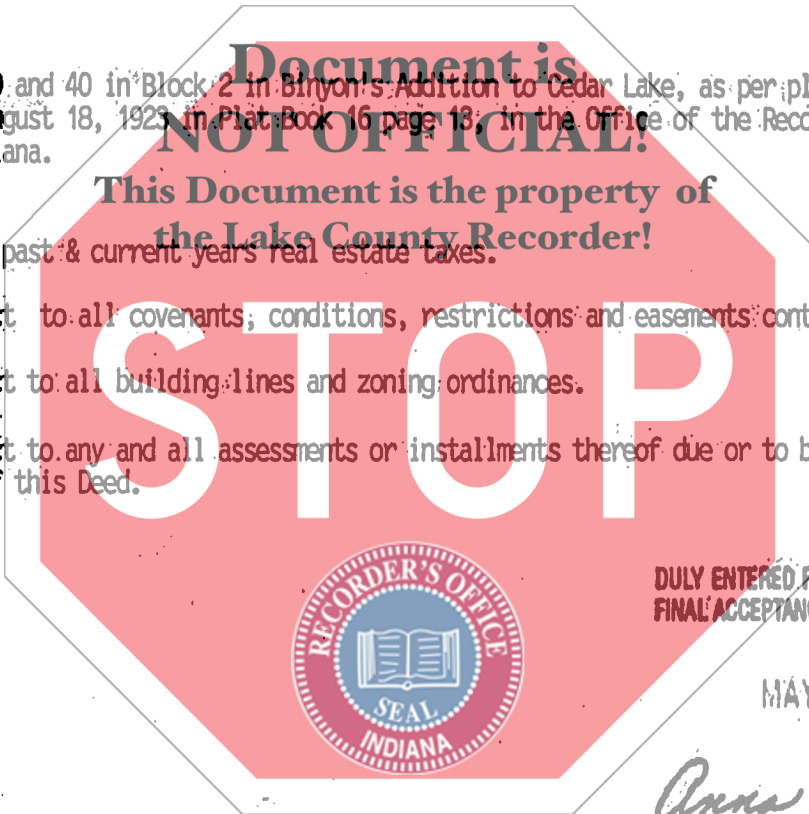 Document is
and 40 in Block 2 in Binyon's Addition to Cedar Lake, as per pl
gust 18, 1923 in Plat Book 16 page 13, in the Office of the Reco
NOT OFFICIAL!
ana.
This Document is the property of
the Lake County Recorder!
past & current years real estate taxes.
t to all covenants, conditions, restrictions and easements cont
STOP
t to all building lines and zoning ordinances.
t to any and all assessments or installments thereof due or to b
this Deed.
RECORDER'S OFFICE
SEAL
INDIANA
DULY ENTERED F
FINAL ACCEPTANC
MAY
Anna